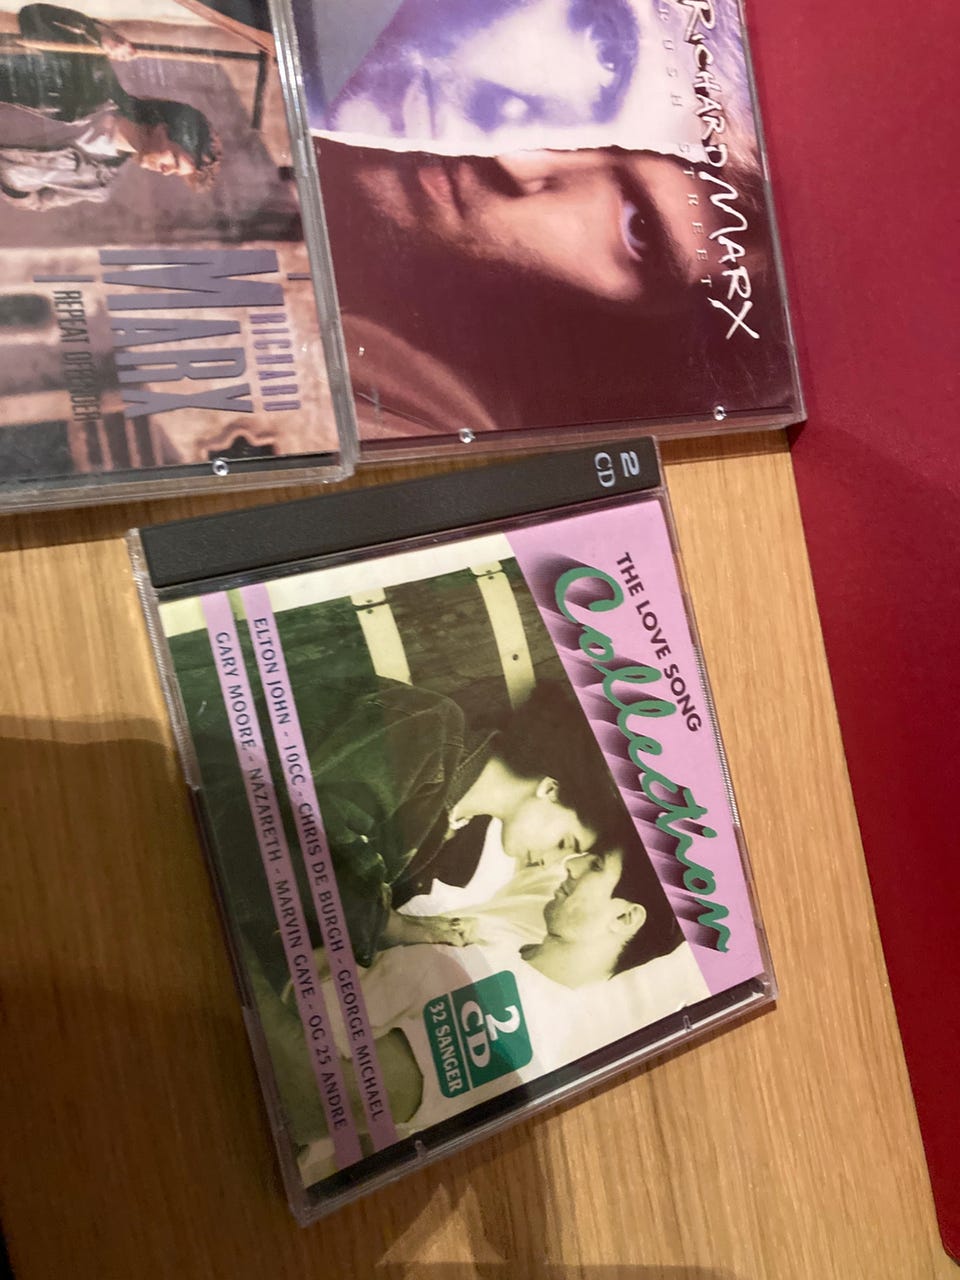 RICHARD MARX
RUSH STREET
RICHARD
MARX
REPEAT OFFENDER
2
CD
THE LOVE SONG
Collection
2
CD
32 SANGER
ELTON JOHN - 10CC - CHRIS DE BURGH - GEORGE MICHAEL
GARY MOORE - NAZARETH - MARVIN GAYE - OG 25 ANDRE